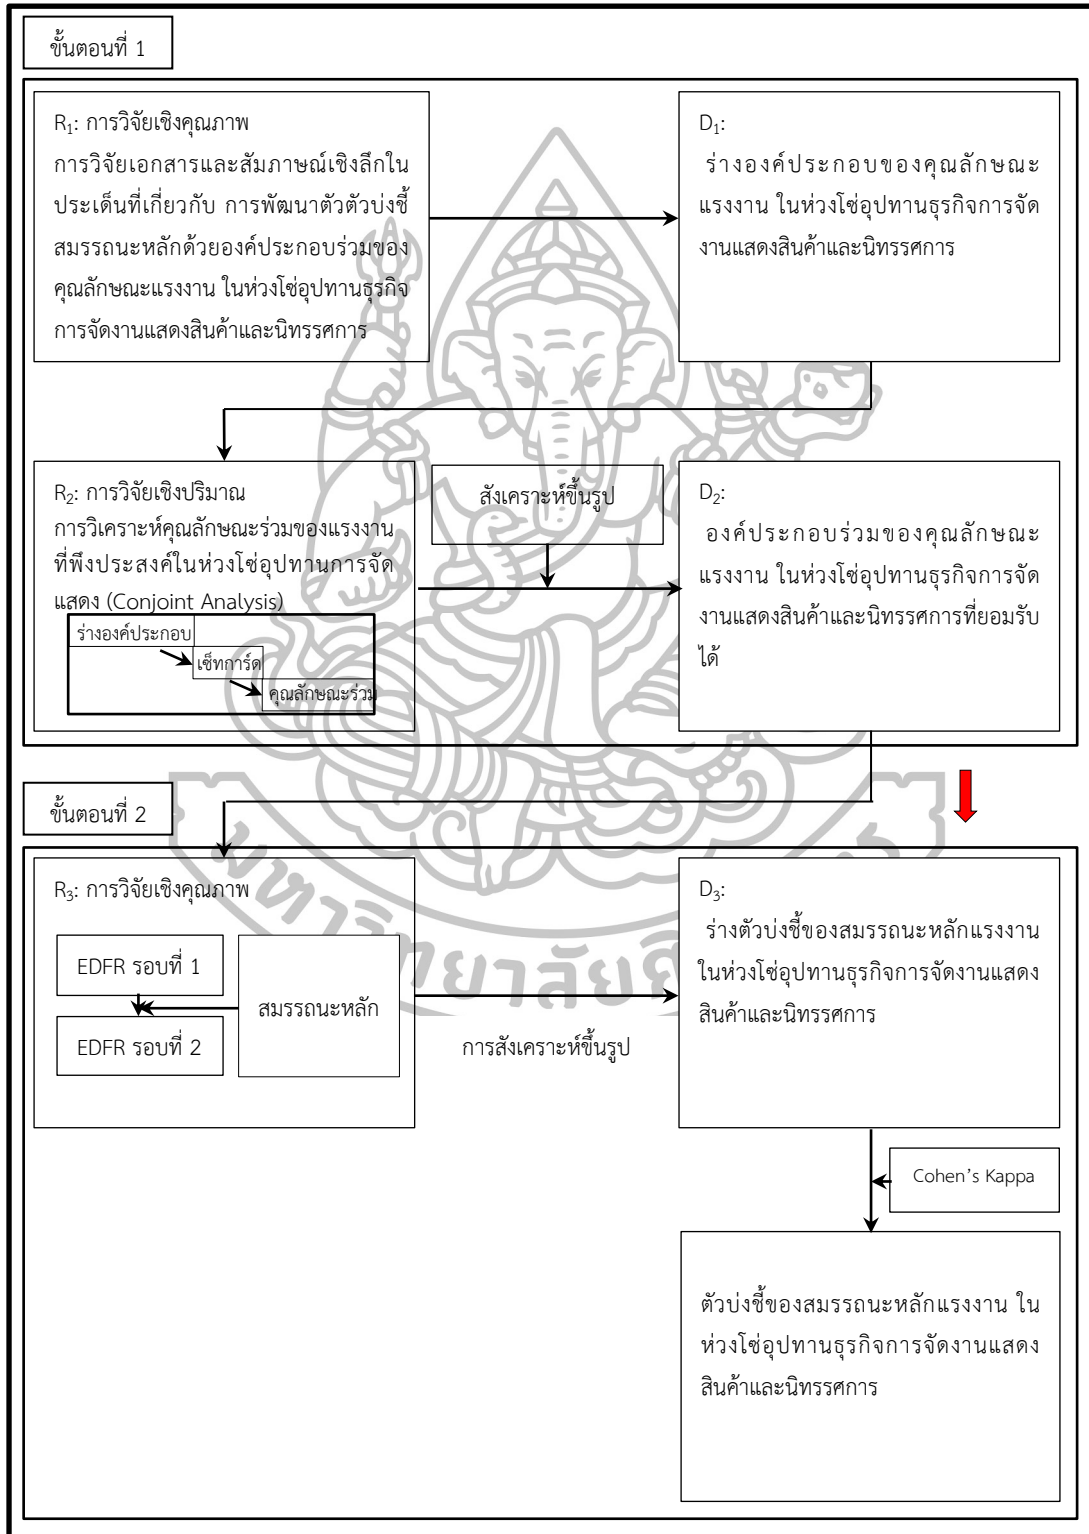 ขั้นตอนที่ 1
R₁: การวิจัยเชิงคุณภาพ
การวิจัยเอกสารและสัมภาษณ์เชิงลึกใน
ประเด็นที่เกี่ยวกับ การพัฒนาตัวตัวบ่งชี้
สมรรถนะหลักด้วยองค์ประกอบร่วมของ
คุณลักษณะแรงงาน ในห่วงโซ่อุปทานธุรกิจ
การจัดงานแสดงสินค้าและนิทรรศการ
D₁:
ร่างองค์ประกอบของคุณลักษณะ
แรงงาน ในห่วงโซ่อุปทานธุรกิจการจัด
งานแสดงสินค้าและนิทรรศการ
R₂: การวิจัยเชิงปริมาณ
การวิเคราะห์คุณลักษณะร่วมของแรงงาน
ที่พึงประสงค์ในห่วงโซ่อุปทานการจัด
แสดง (Conjoint Analysis)
ร่างองค์ประกอบ
เซ็ทการ์ด
คุณลักษณะร่วม
สังเคราะห์ขึ้นรูป
D₂:
องค์ประกอบร่วมของคุณลักษณะ
แรงงาน ในห่วงโซ่อุปทานธุรกิจการจัด
งานแสดงสินค้าและนิทรรศการที่ยอมรับ
ได้
ขั้นตอนที่ 2
R₃: การวิจัยเชิงคุณภาพ
EDFR รอบที่ 1
EDFR รอบที่ 2
สมรรถนะหลัก
การสังเคราะห์ขึ้นรูป
D₃:
ร่างตัวบ่งชี้ของสมรรถนะหลักแรงงาน
ในห่วงโซ่อุปทานธุรกิจการจัดงานแสดง
สินค้าและนิทรรศการ
Cohen's Kappa
ตัวบ่งชี้ของสมรรถนะหลักแรงงาน ใน
ห่วงโซ่อุปทานธุรกิจการจัดงานแสดง
สินค้าและนิทรรศการ